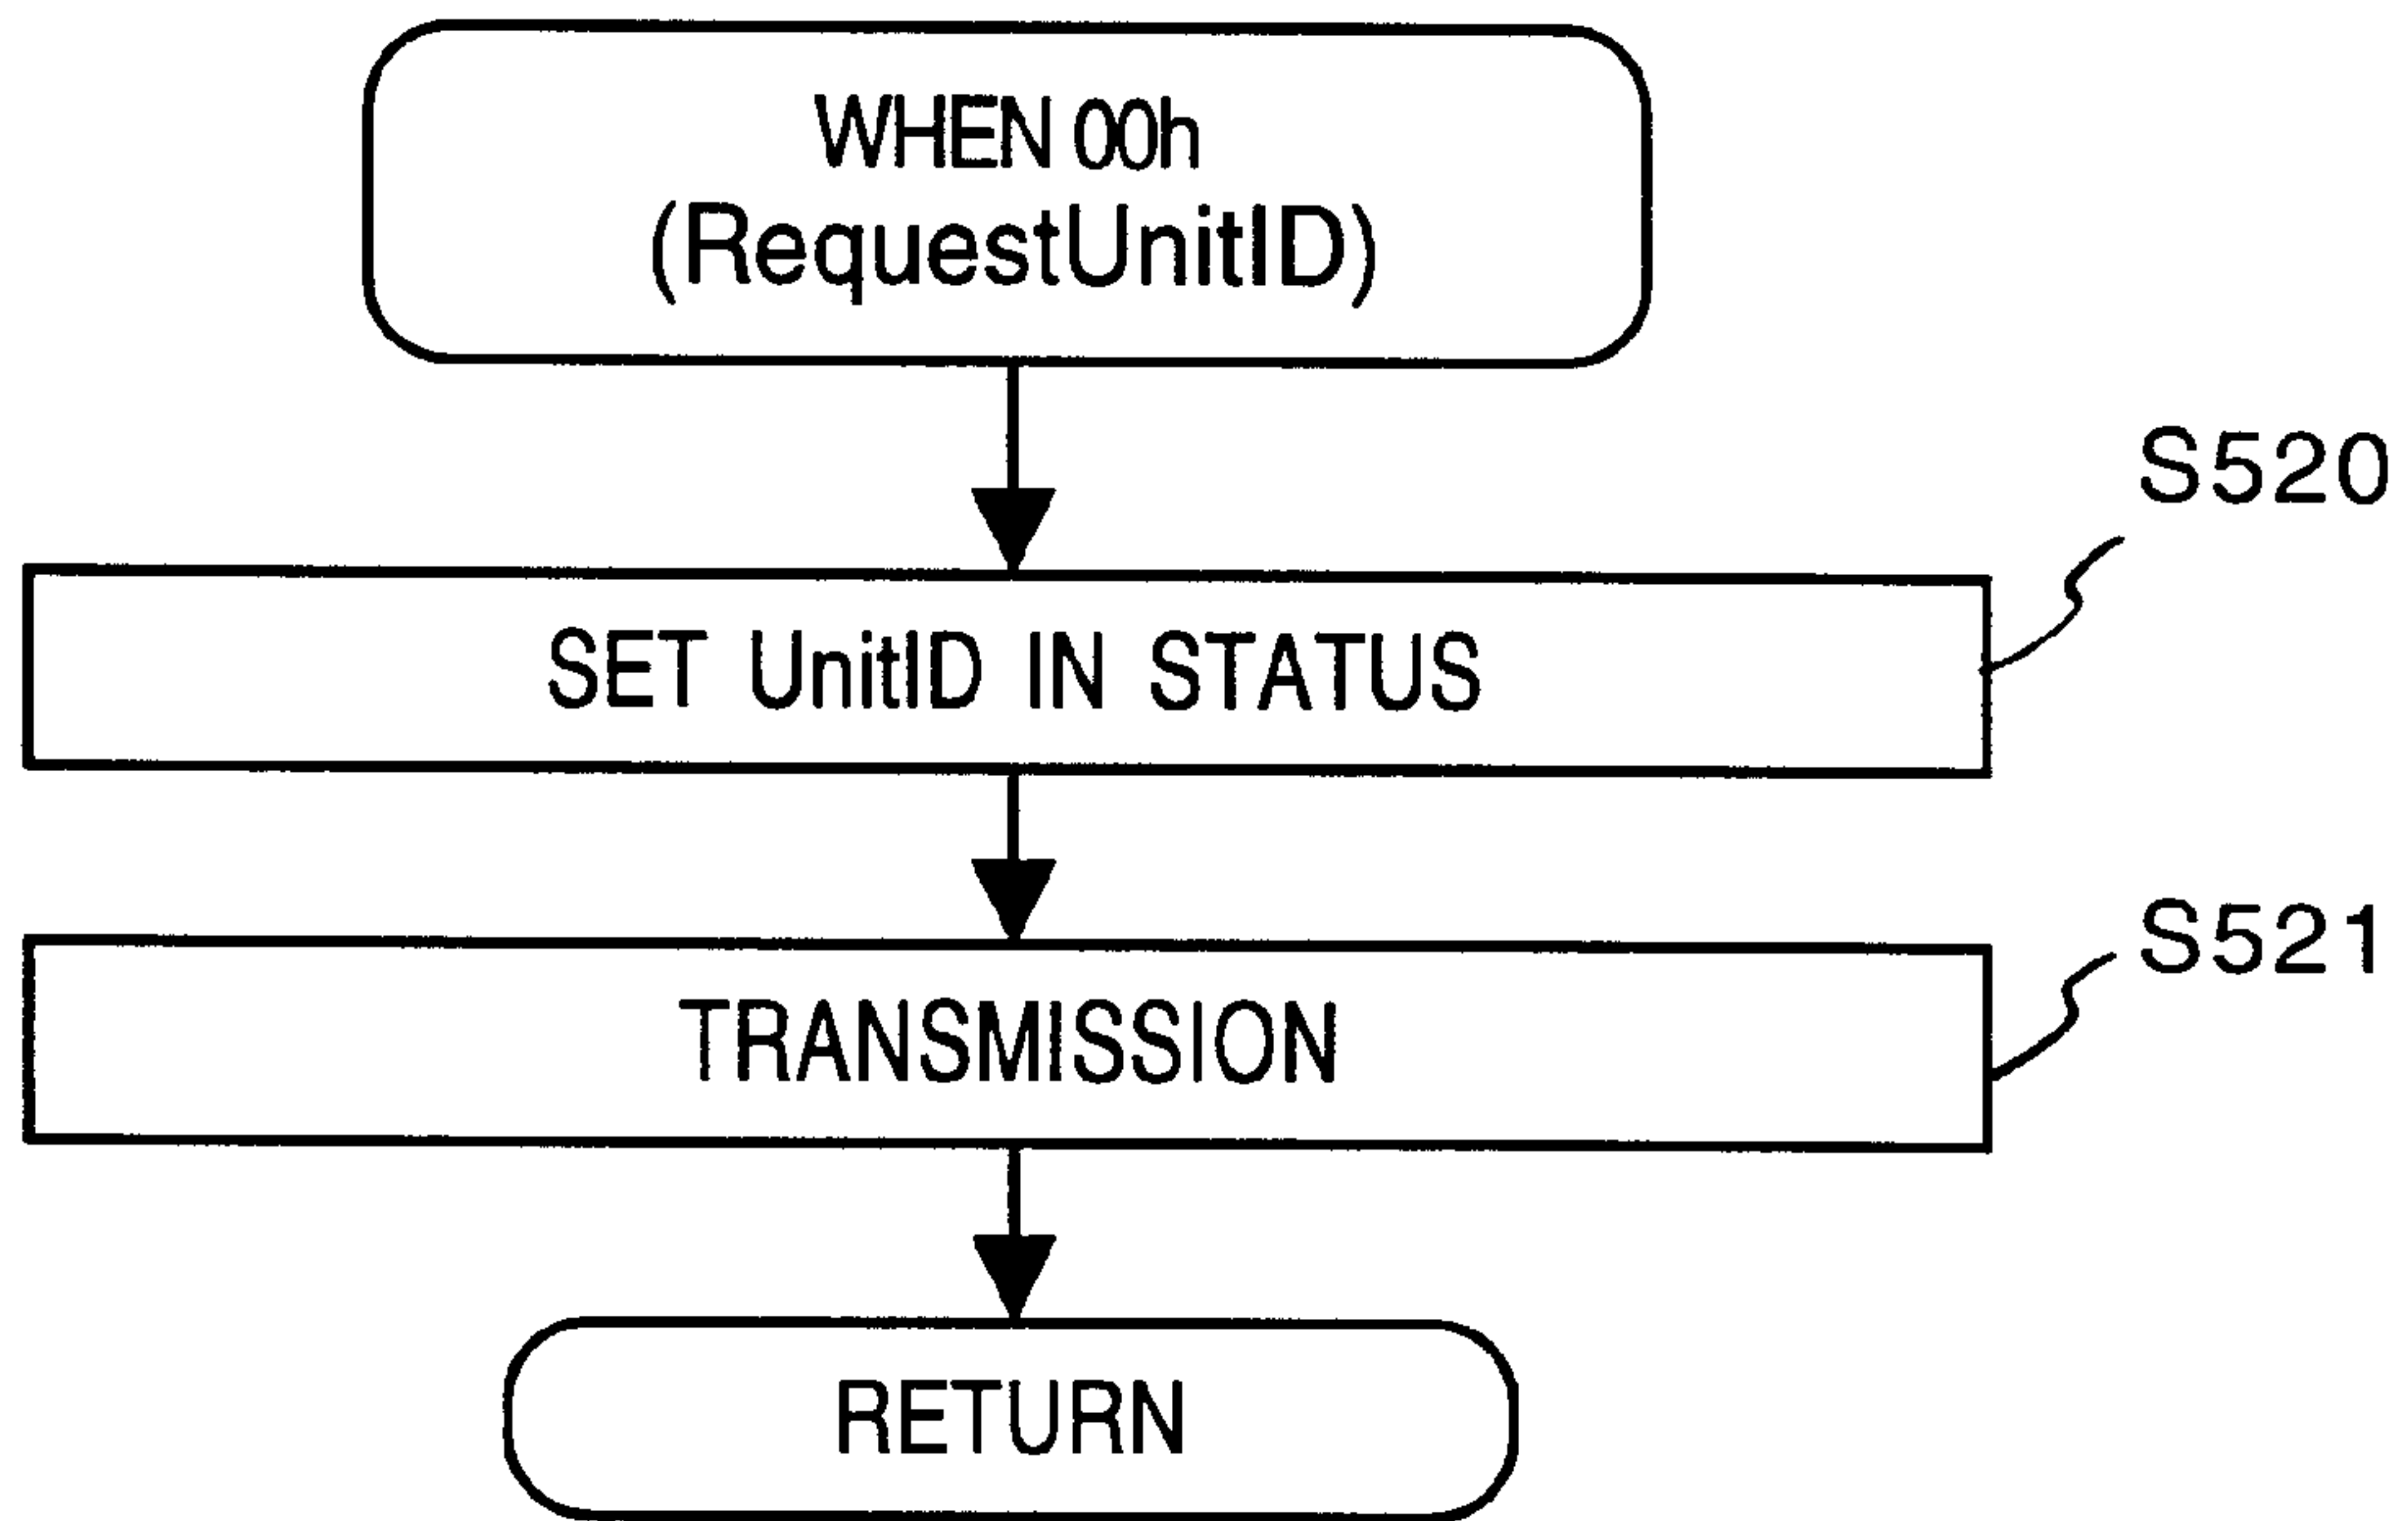 WHEN 00h
(RequestUnitID)
S520
SET UnitID IN STATUS
S521
TRANSMISSION
RETURN